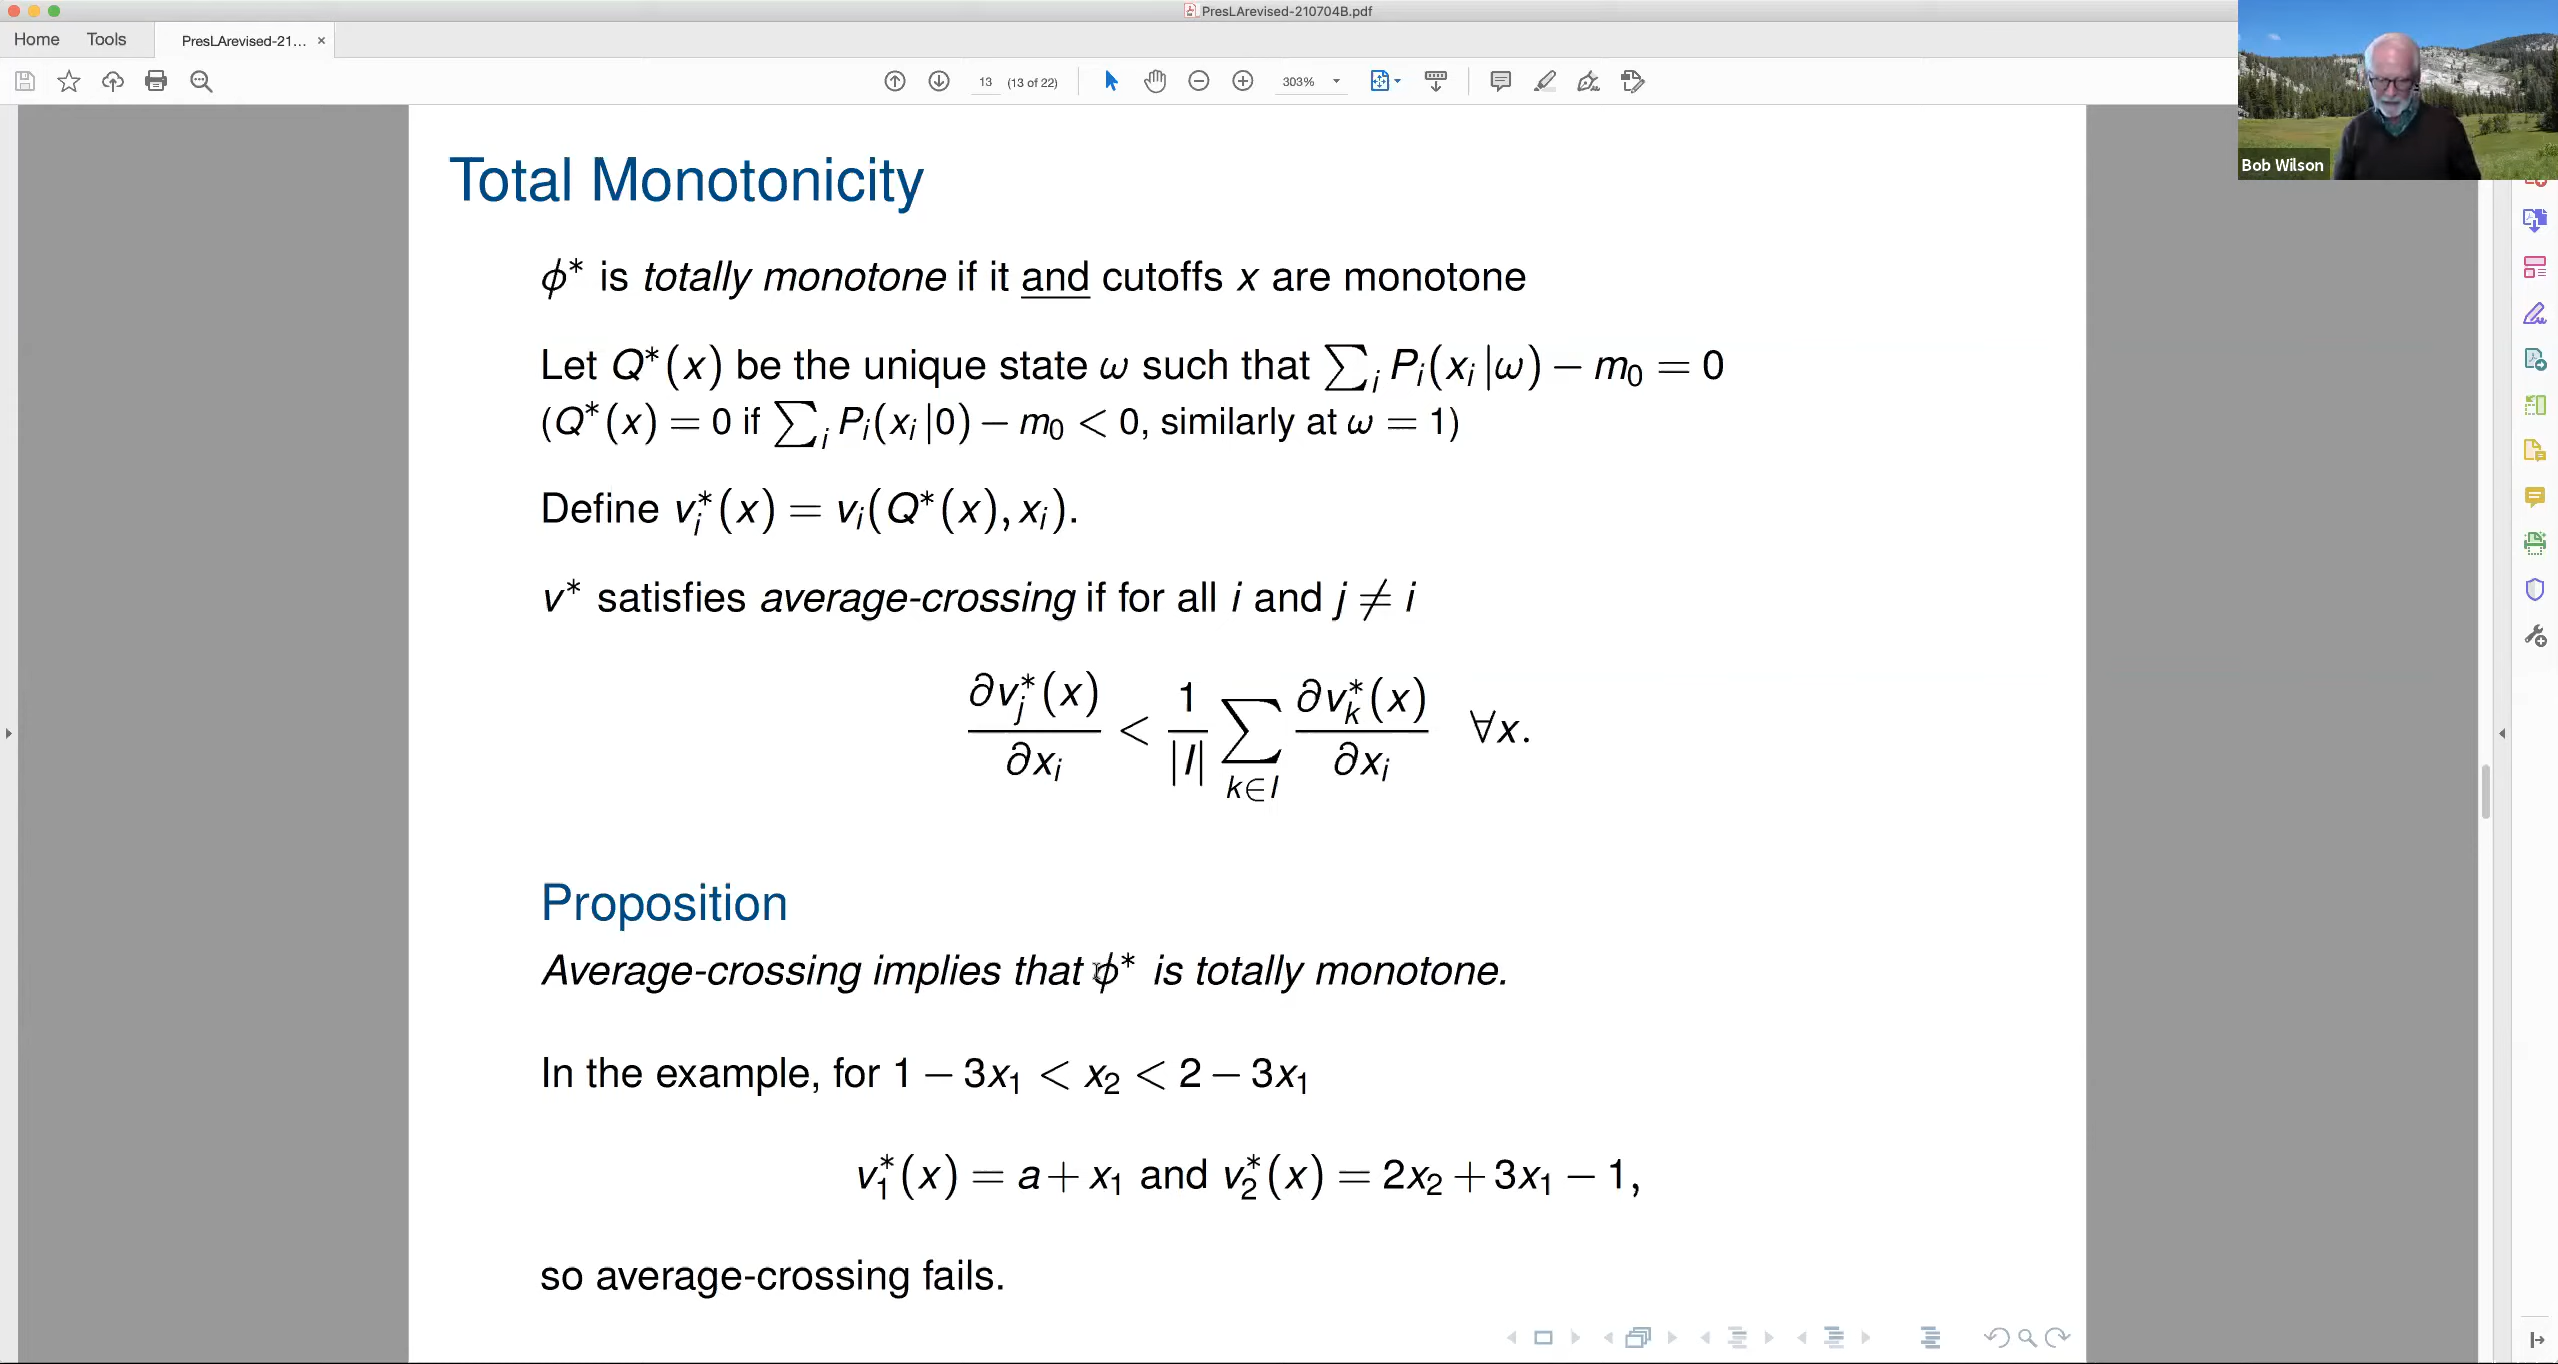 PresLArevised-210704B.pdf
Home Tools PresLArevised-21... ×
13 (13 of 22) 303%
Bob Wilson
Total Monotonicity
ϕ* is totally monotone if it and cutoffs x are monotone
Let Q*(x) be the unique state ω such that ∑ᵢ Pᵢ(xᵢ|ω) − m₀ = 0
(Q*(x) = 0 if ∑ᵢ Pᵢ(xᵢ|0) − m₀ < 0, similarly at ω = 1)
Define vᵢ*(x) = vᵢ(Q*(x), xᵢ).
v* satisfies average-crossing if for all i and j ≠ i
∂vⱼ*(x)/∂xᵢ < 1/|I| ∑_{k∈I} ∂vₖ*(x)/∂xᵢ ∀x.
Proposition
Average-crossing implies that ϕ* is totally monotone.
In the example, for 1 − 3x₁ < x₂ < 2 − 3x₁
v₁*(x) = a + x₁ and v₂*(x) = 2x₂ + 3x₁ − 1,
so average-crossing fails.